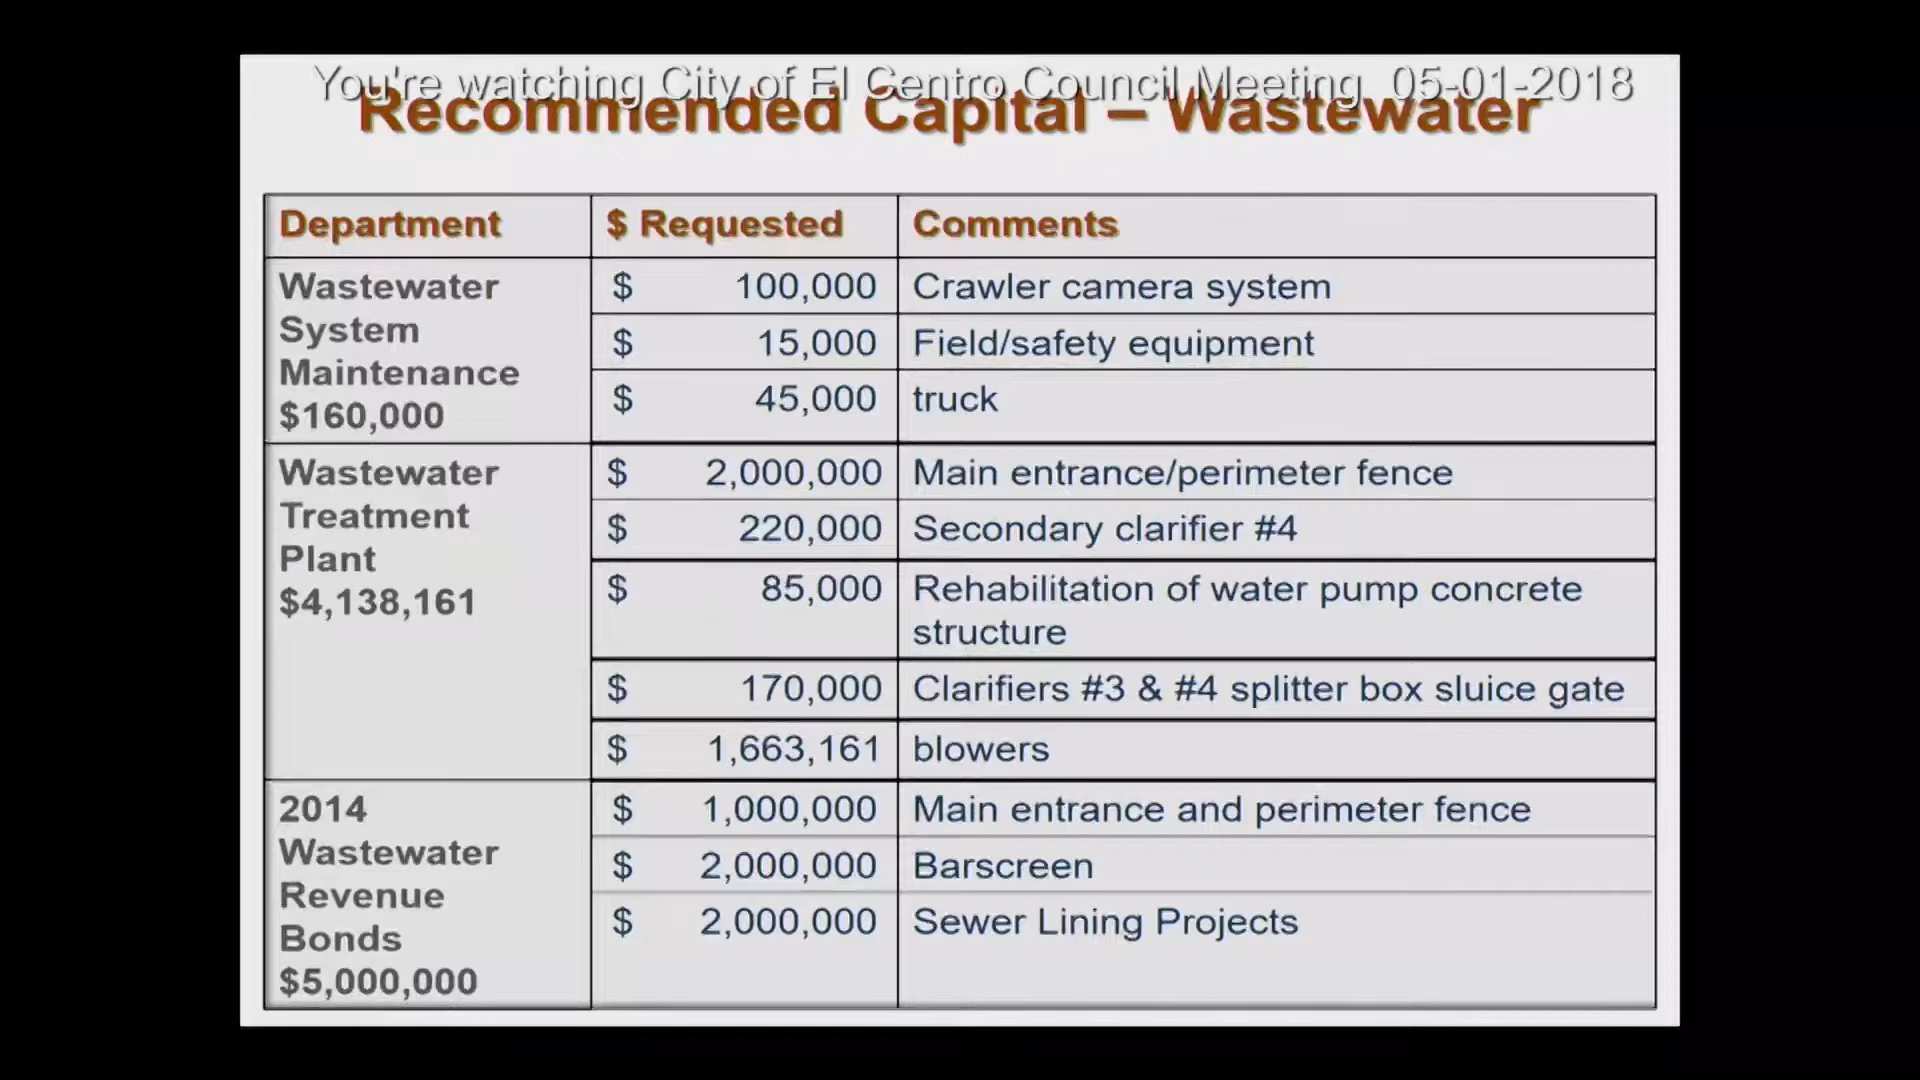 You're watching City of El Centro Council Meeting 05-01-2018
Recommended Capital – Wastewater
Department $ Requested Comments
Wastewater
System
Maintenance
$160,000
$ 100,000 Crawler camera system
$ 15,000 Field/safety equipment
$ 45,000 truck
Wastewater
Treatment
Plant
$4,138,161
$ 2,000,000 Main entrance/perimeter fence
$ 220,000 Secondary clarifier #4
$ 85,000 Rehabilitation of water pump concrete
structure
$ 170,000 Clarifiers #3 & #4 splitter box sluice gate
$ 1,663,161 blowers
2014
Wastewater
Revenue
Bonds
$5,000,000
$ 1,000,000 Main entrance and perimeter fence
$ 2,000,000 Barscreen
$ 2,000,000 Sewer Lining Projects